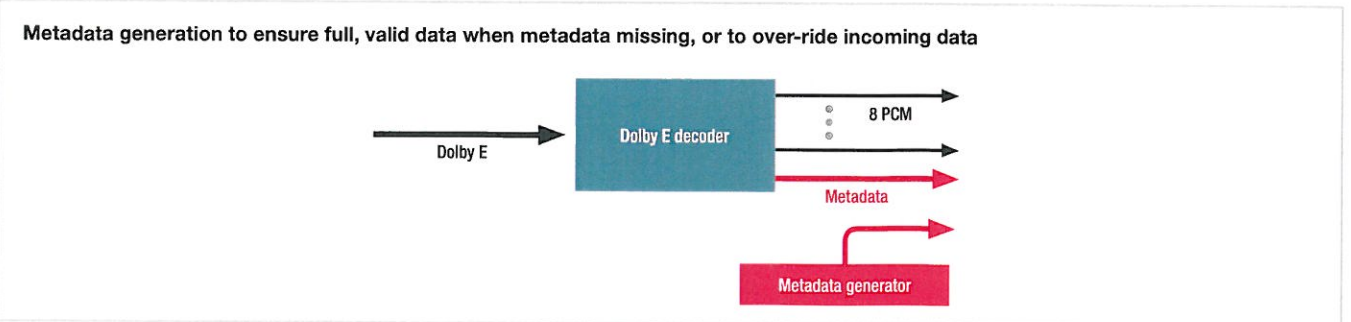 Metadata generation to ensure full, valid data when metadata missing, or to over-ride incoming data
8 PCM
Dolby E decoder
Dolby E
Metadata
Metadata generator